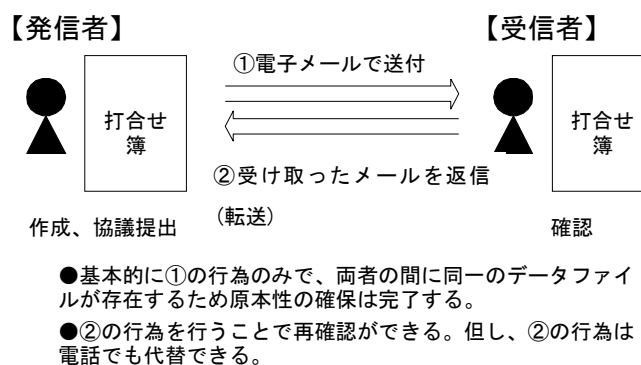 【発信者】 【受信者】
①電子メールで送付
打合せ
簿
打合せ
簿
②受け取ったメールを返信
(転送)
作成、協議提出
確認
●基本的に①の行為のみで、両者の間に同一のデータファイ
ルが存在するため原本性の確保は完了する。
●②の行為を行うことで再確認ができる。但し、②の行為は
電話でも代替できる。